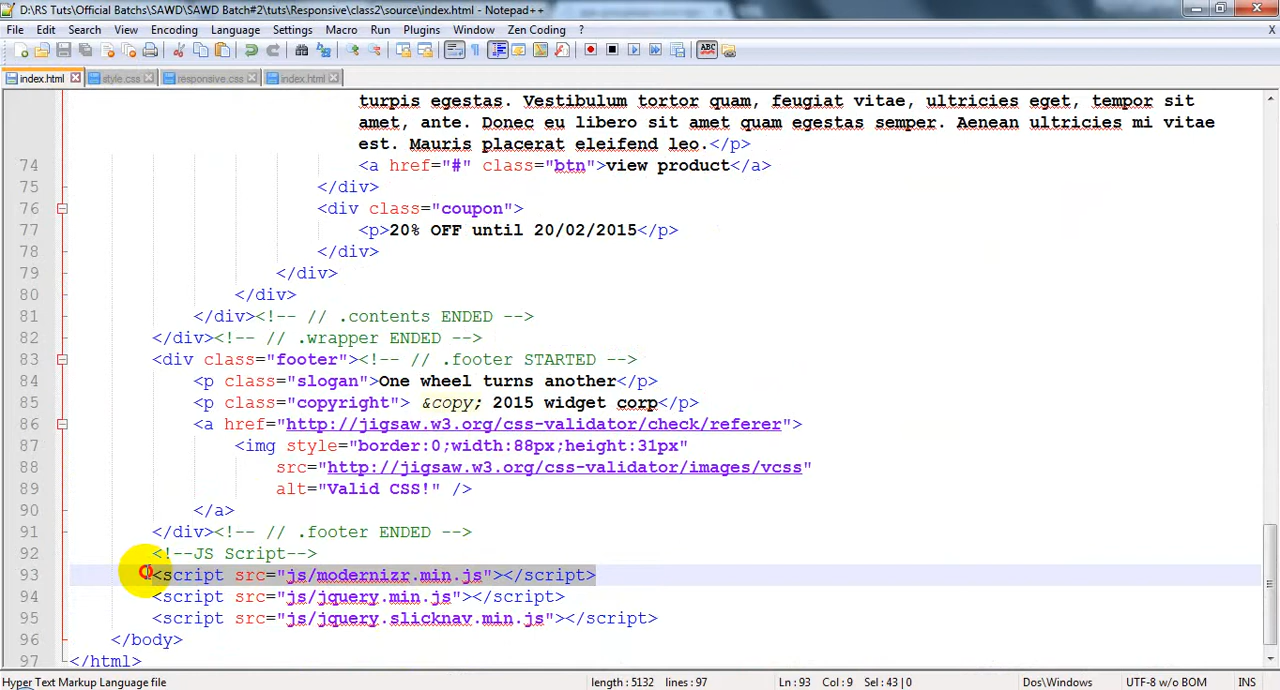 D:\RS Tuts\Official Batchs\SAWD\SAWD Batch#2\tuts\Responsive\class2\source\index.html - Notepad++
File Edit Search View Encoding Language Settings Macro Run Plugins Window Zen Coding ? X
index.html style.css responsive.css index.html
turpis egestas. Vestibulum tortor quam, feugiat vitae, ultricies eget, tempor sit
amet, ante. Donec eu libero sit amet quam egestas semper. Aenean ultricies mi vitae
est. Mauris placerat eleifend leo.</p>
74 <a href="#" class="btn">view product</a>
75 </div>
76 <div class="coupon">
77 <p>20% OFF until 20/02/2015</p>
78 </div>
79 </div>
80 </div>
81 </div><!-- // .contents ENDED -->
82 </div><!-- // .wrapper ENDED -->
83 <div class="footer"><!-- // .footer STARTED -->
84 <p class="slogan">One wheel turns another</p>
85 <p class="copyright"> &copy; 2015 widget corp</p>
86 <a href="http://jigsaw.w3.org/css-validator/check/referer">
87 <img style="border:0;width:88px;height:31px"
88 src="http://jigsaw.w3.org/css-validator/images/vcss"
89 alt="Valid CSS!" />
90 </a>
91 </div><!-- // .footer ENDED -->
92 <!--JS Script-->
93 <script src="js/modernizr.min.js"></script>
94 <script src="js/jquery.min.js"></script>
95 <script src="js/jquery.slicknav.min.js"></script>
96 </body>
97 </html>
Hyper Text Markup Language file length : 5132 lines : 97 Ln : 93 Col : 9 Sel : 43 | 0 Dos\Windows UTF-8 w/o BOM INS